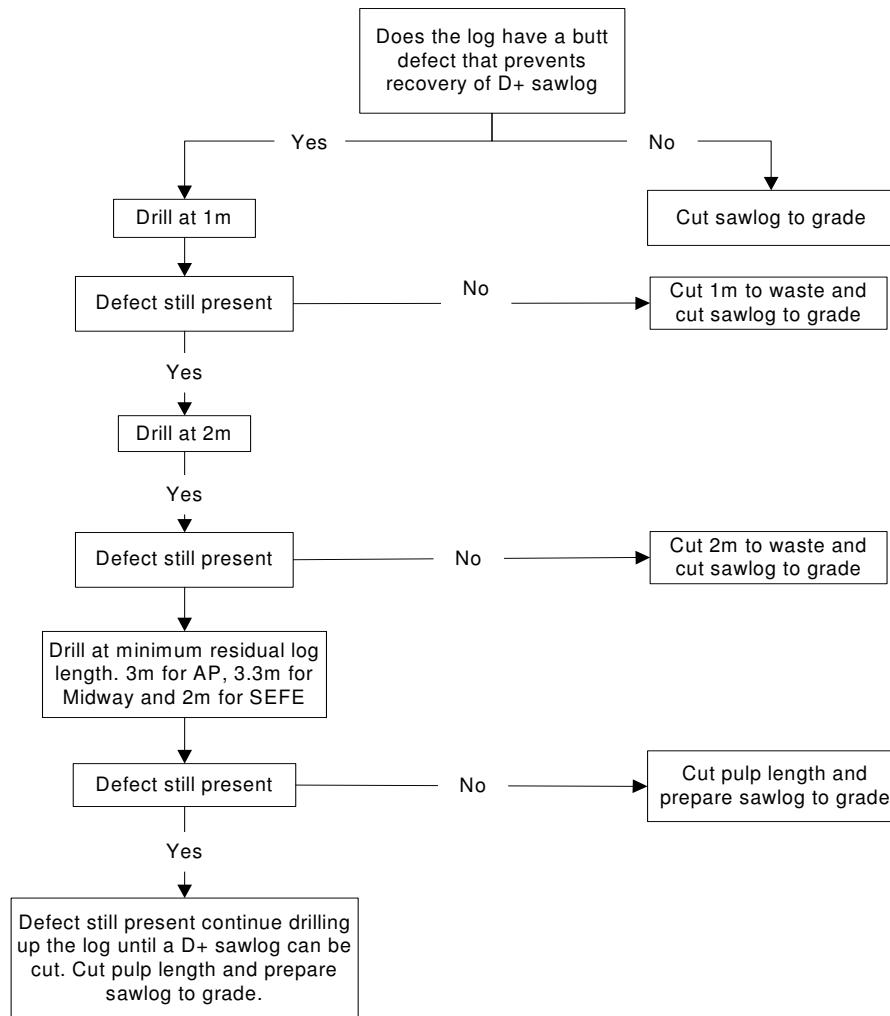 Does the log have a butt
defect that prevents
recovery of D+ sawlog
Yes
No
Drill at 1m
Cut sawlog to grade
Defect still present
No
Cut 1m to waste and
cut sawlog to grade
Yes
Drill at 2m
Yes
Defect still present
No
Cut 2m to waste and
cut sawlog to grade
Drill at minimum residual log
length. 3m for AP, 3.3m for
Midway and 2m for SEFE
Defect still present
No
Cut pulp length and
prepare sawlog to grade
Yes
Defect still present continue drilling
up the log until a D+ sawlog can be
cut. Cut pulp length and prepare
sawlog to grade.